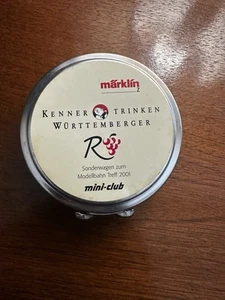 märklin
KENNER TRINKEN
WÜRTTEMBERGER
R
Sonderwagen zum
Modellbahn Treff 2001
mini-club